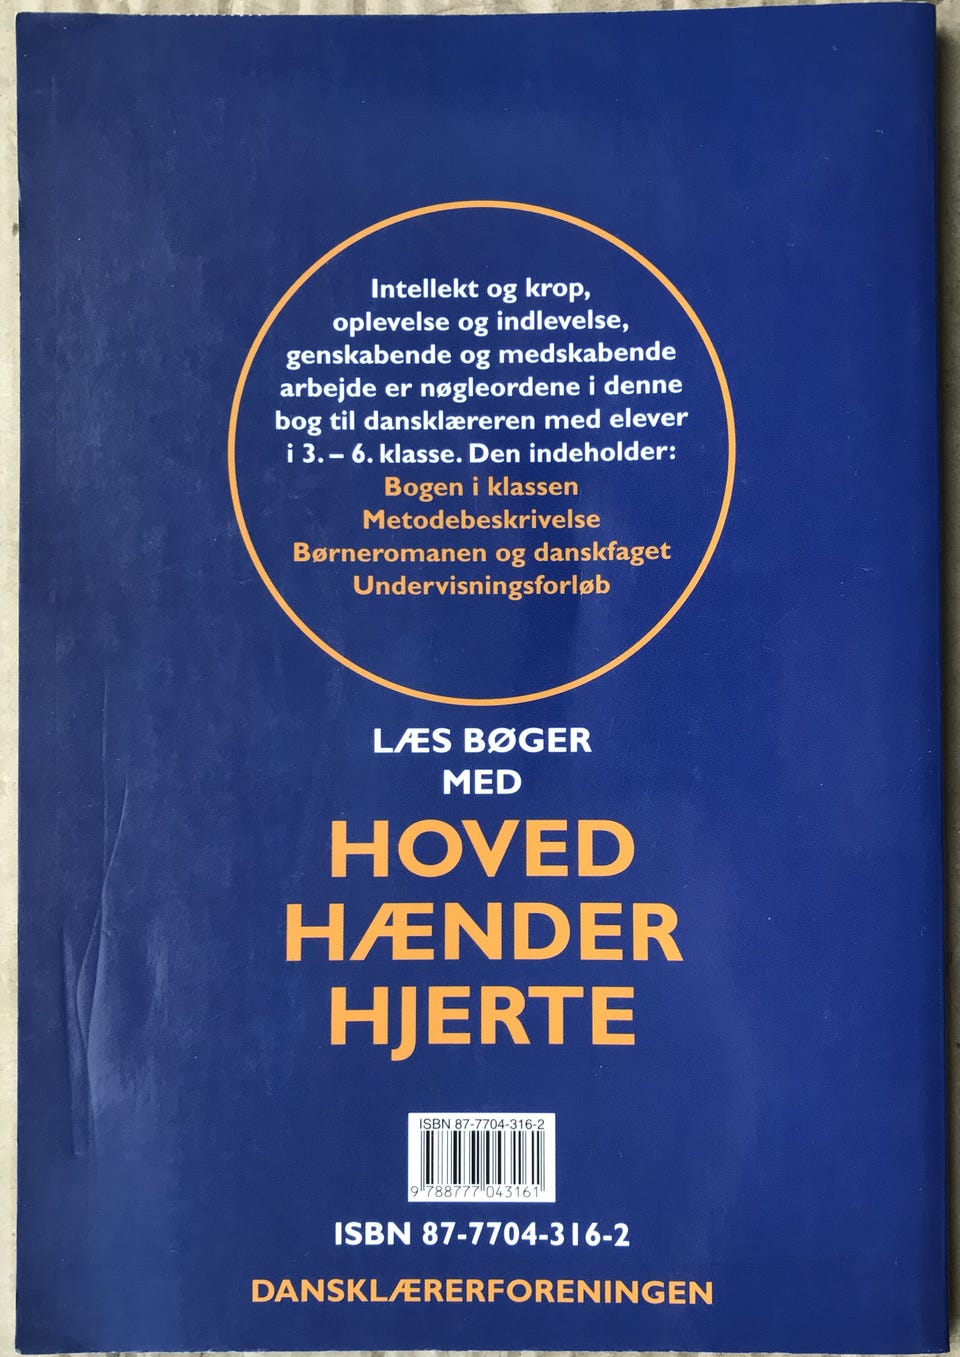 Intellekt og krop,
oplevelse og indlevelse,
genskabende og medskabende
arbejde er nøgleordene i denne
bog til dansklæreren med elever
i 3. – 6. klasse. Den indeholder:
Bogen i klassen
Metodebeskrivelse
Børneromanen og danskfaget
Undervisningsforløb
LÆS BØGER
MED
HOVED
HÆNDER
HJERTE
ISBN 87-7704-316-2
9 788777 043161
ISBN 87-7704-316-2
DANSKLÆRERFORENINGEN